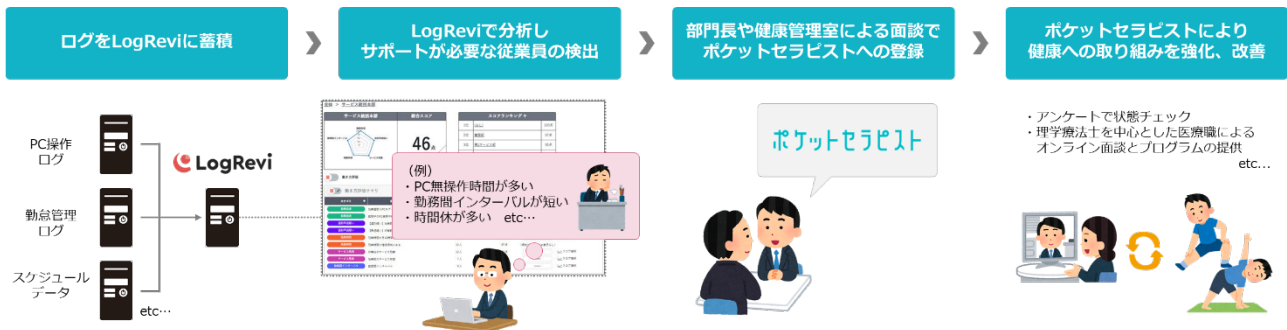 ログをLogReviに蓄積
LogReviで分析し
サポートが必要な従業員の検出
部門長や健康管理室による面談で
ポケットセラピストへの登録
ポケットセラピストにより
健康への取り組みを強化、改善
PC操作
ログ
勤怠管理
ログ
スケジュール
データ
etc…
LogRevi
46
(例)
・PC無操作時間が多い
・勤務間インターバルが短い
・時間休が多い etc…
ポケットセラピスト
・アンケートで状態チェック
・理学療法士を中心とした医療職による
オンライン面談とプログラムの提供
etc…